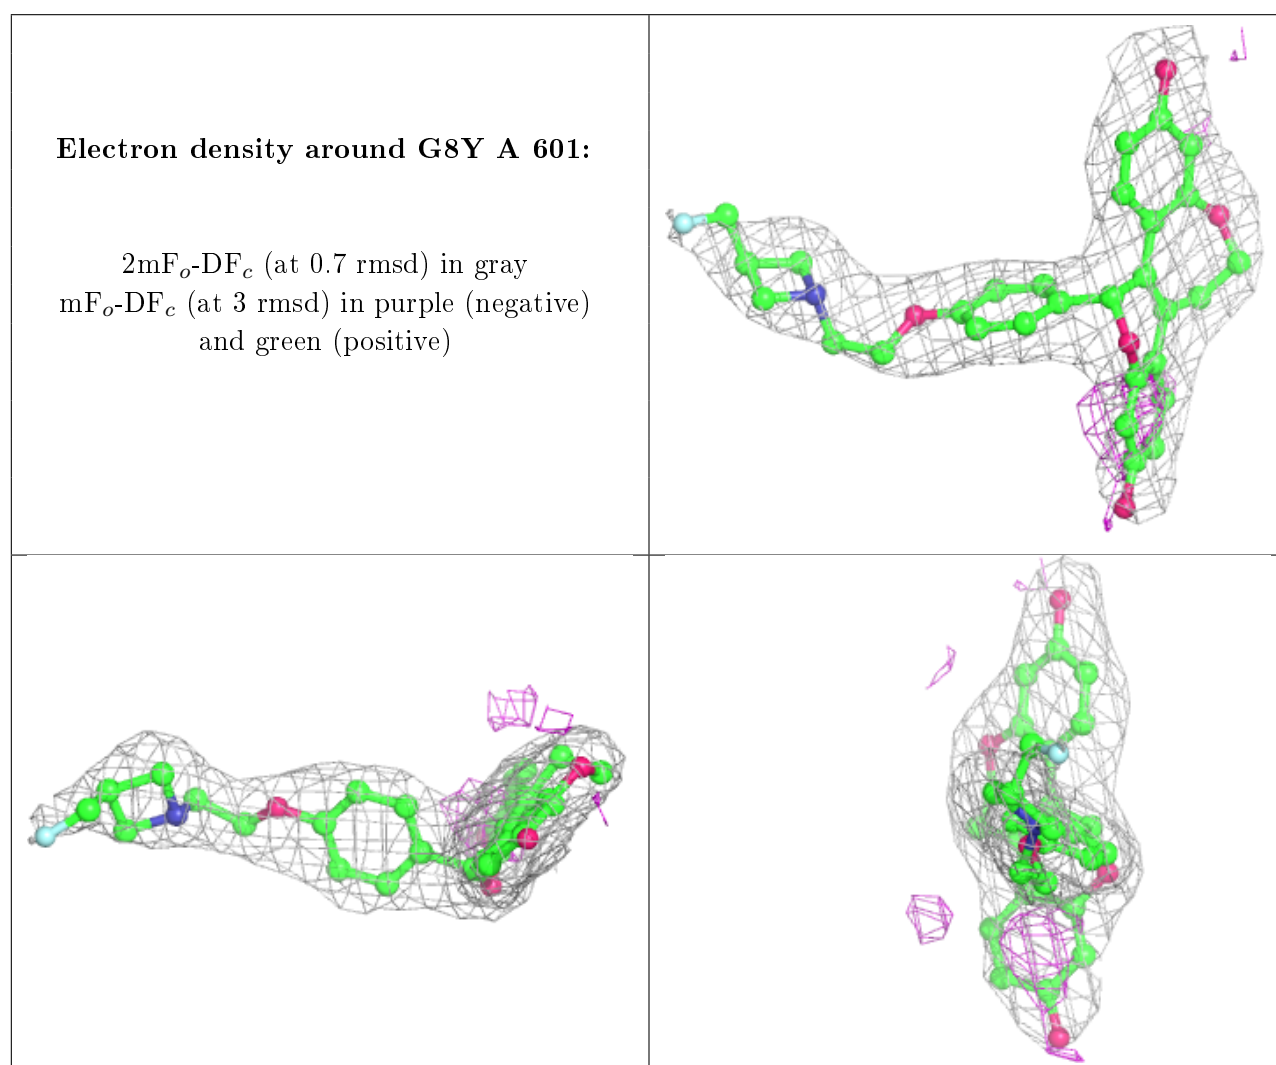 Electron density around G8Y A 601:
2mFo-DFc (at 0.7 rmsd) in gray
mFo-DFc (at 3 rmsd) in purple (negative)
and green (positive)